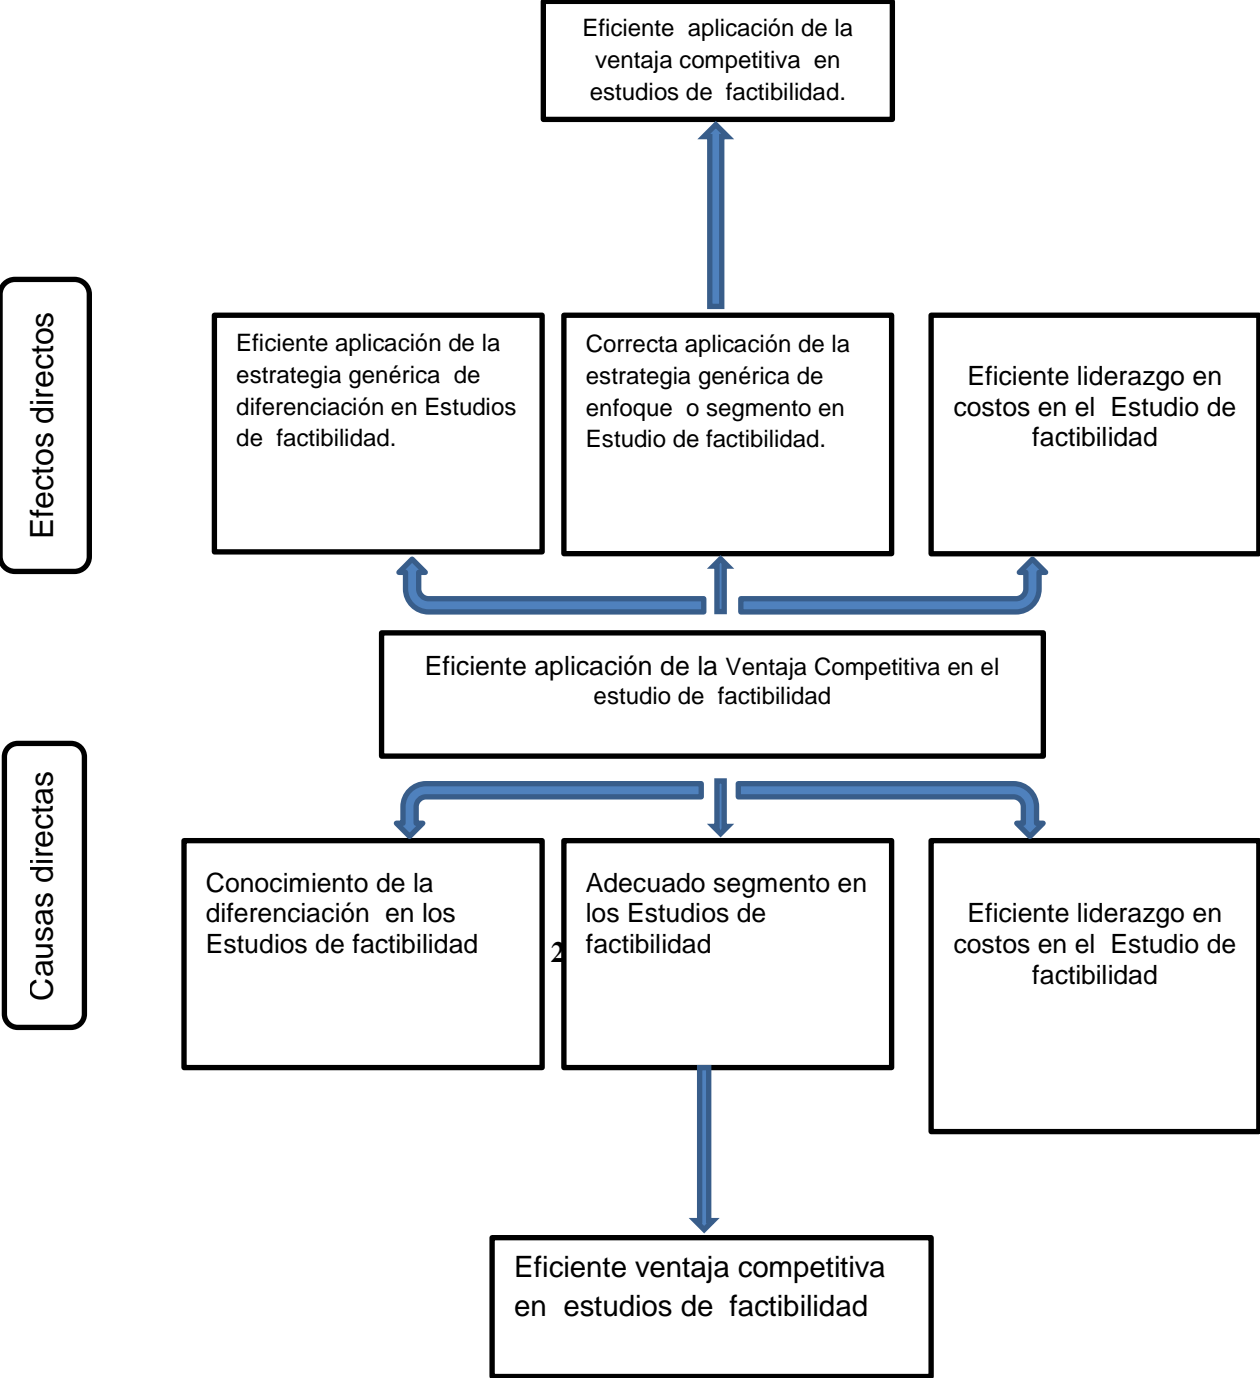 Eficiente aplicación de la
ventaja competitiva en
estudios de factibilidad.
Efectos directos
Eficiente aplicación de la
estrategia genérica de
diferenciación en Estudios
de factibilidad.
Correcta aplicación de la
estrategia genérica de
enfoque o segmento en
Estudio de factibilidad.
Eficiente liderazgo en
costos en el Estudio de
factibilidad
Eficiente aplicación de la Ventaja Competitiva en el
estudio de factibilidad
Causas directas
Conocimiento de la
diferenciación en los
Estudios de factibilidad
2
Adecuado segmento en
los Estudios de
factibilidad
Eficiente liderazgo en
costos en el Estudio de
factibilidad
Eficiente ventaja competitiva
en estudios de factibilidad